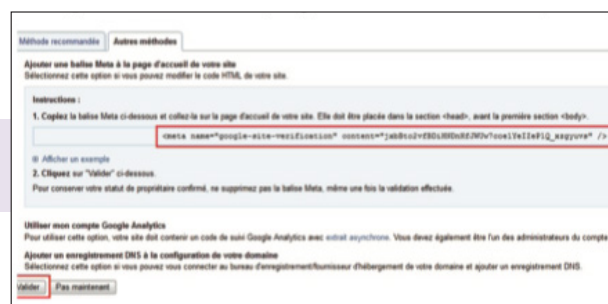 Méthode recommandée Autres méthodes
Ajouter une balise Meta à la page d'accueil de votre site
Sélectionnez cette option si vous pouvez modifier le code HTML de votre site.
Instructions :
1. Copiez la balise Meta ci-dessous et collez-la sur la page d'accueil de votre site. Elle doit être placée dans la section <head>, avant la première section <body>.
<meta name="google-site-verification" content= />
Afficher un exemple
2. Cliquez sur "Valider" ci-dessous.
Pour conserver votre statut de propriétaire confirmé, ne supprimez pas la balise Meta, même une fois la validation effectuée.
Utiliser mon compte Google Analytics
Pour utiliser cette option, votre site doit contenir un code de suivi Google Analytics avec extrait asynchrone. Vous devez également être l'un des administrateurs du compte
Ajouter un enregistrement DNS à la configuration de votre domaine
Sélectionnez cette option si vous pouvez vous connecter au bureau d'enregistrement/fournisseur d'hébergement de votre domaine et ajouter un enregistrement DNS.
Valider Pas maintenant